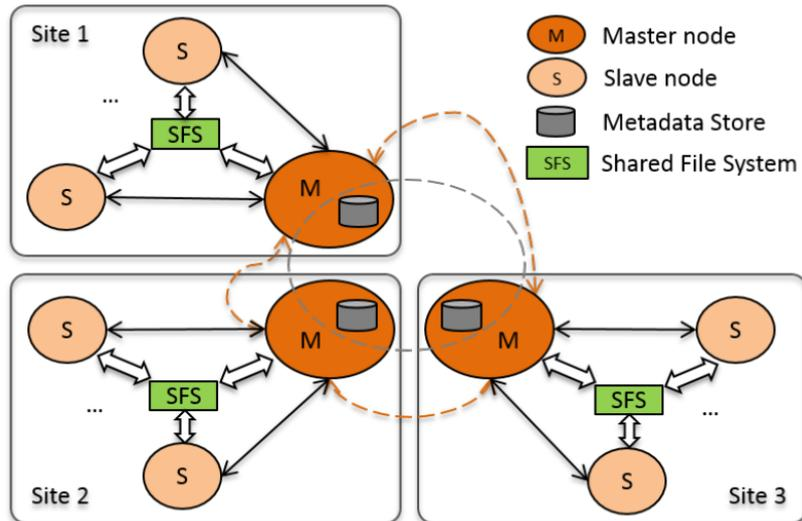 Site 1
S
...
SFS
S
M
M Master node
S Slave node
Metadata Store
SFS Shared File System
S
M
...
SFS
S
Site 2
M
S
SFS
...
S
Site 3